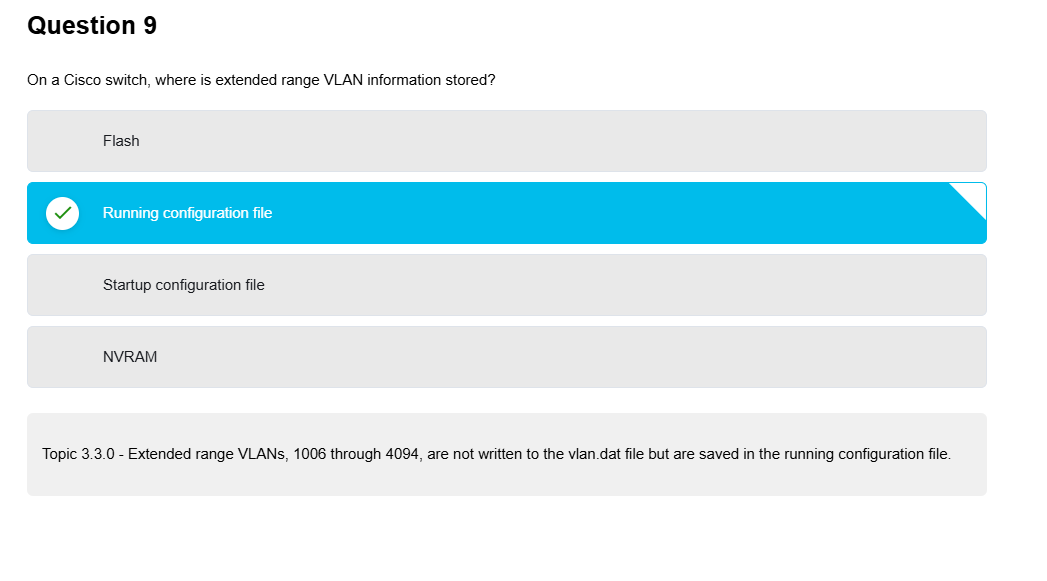 Question 9
On a Cisco switch, where is extended range VLAN information stored?
Flash
Running configuration file
Startup configuration file
NVRAM
Topic 3.3.0 - Extended range VLANs, 1006 through 4094, are not written to the vlan.dat file but are saved in the running configuration file.